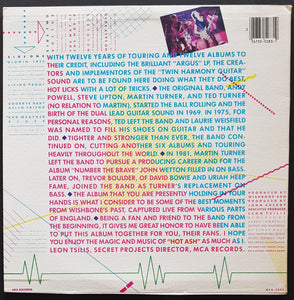 WITH TWELVE YEARS OF TOURING AND TWELVE ALBUMS TO
THEIR CREDIT, INCLUDING THE BRILLIANT "ARGUS" LP, THE CREA-
TORS AND IMPLEMENTORS OF THE "TWIN HARMONY GUITAR"
SOUND ARE TO BE FOUND HERE DOING WHAT THEY DO BEST,
HOT LICKS WITH A LOT OF TRICKS. ◆ THE ORIGINAL BAND, ANDY
POWELL, STEVE UPTON, MARTIN TURNER, AND TED TURNER
(NO RELATION TO MARTIN), STARTED THE BALL ROLLING AND THE
BIRTH OF THE DUAL LEAD GUITAR SOUND IN 1969. IN 1975, FOR
PERSONAL REASONS, TED LEFT THE BAND AND LAURIE WISEFIELD
WAS NAMED TO FILL HIS SHOES ON GUITAR AND THAT HE
DID. ◆ TIGHTER AND STRONGER THAN EVER, THE BAND CON-
TINUED ON, CUTTING ANOTHER SIX ALBUMS AND TOURING
HEAVILY THROUGHOUT THE WORLD. ◆ IN 1981, MARTIN TURNER
LEFT THE BAND TO PURSUE A PRODUCING CAREER AND FOR THE
ALBUM "NUMBER THE BRAVE" JOHN WETTON FILLED IN ON BASS.
LATER ON, TREVOR BOULDER, OF DAVID BOWIE AND URIAH HEEP
FAME, JOINED THE BAND AS TURNER'S REPLACEMENT ON
BASS. ◆ THE ALBUM THAT YOU ARE PRESENTLY HOLDING IN YOUR
HANDS IS WHAT I CONSIDER TO BE SOME OF THE BEST MOMENTS
FROM WISHBONE'S PAST, CAPTURED LIVE FROM VARIOUS PARTS
OF ENGLAND. ◆ BEING A FAN AND FRIEND TO THE BAND FROM
THE BEGINNING, IT GIVES ME GREAT HONOR TO HAVE BEEN ABLE
TO PUT THIS ALBUM TOGETHER FOR YOU, THEIR FANS. I HOPE
YOU ENJOY THE MAGIC AND MUSIC OF "HOT ASH" AS MUCH AS I.
LEON TSILIS, SECRET PROJECTS DIRECTOR, MCA RECORDS.
MCA RECORDS